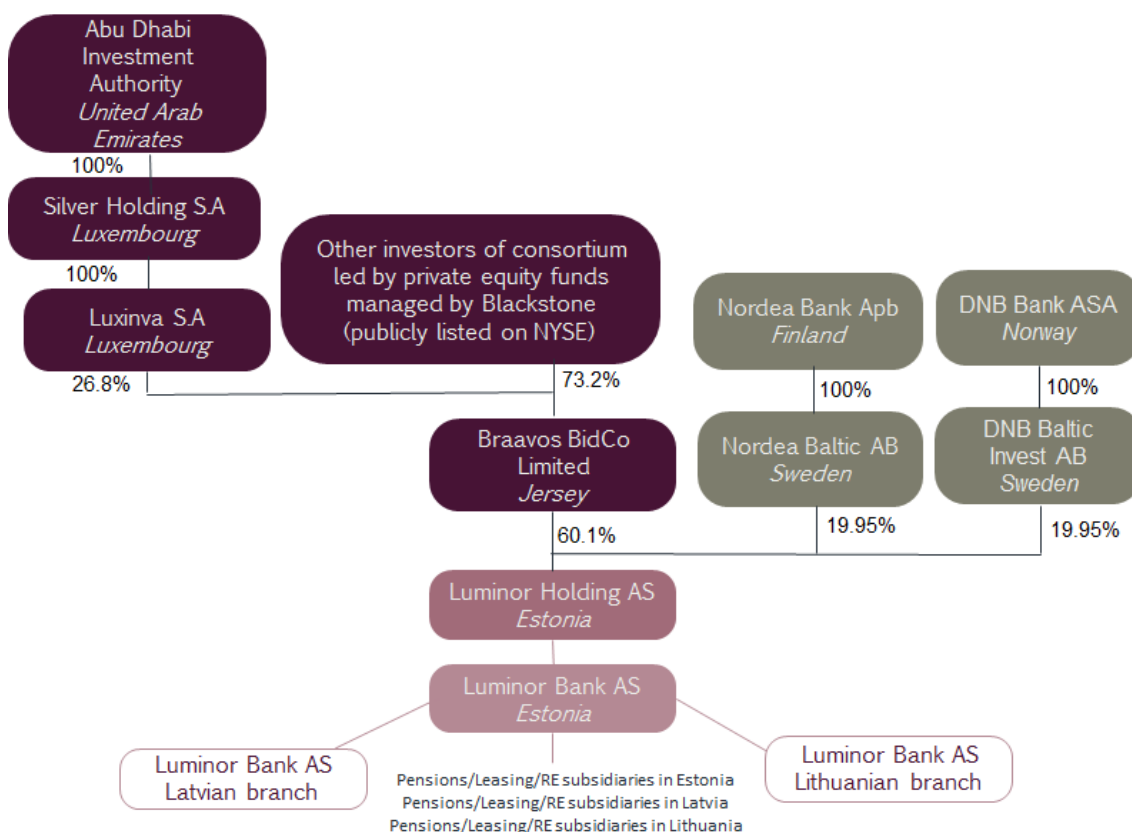 Abu Dhabi
Investment
Authority
United Arab
Emirates
100%
Silver Holding S.A
Luxembourg
100%
Luxinva S.A
Luxembourg
26.8%
Other investors of consortium
led by private equity funds
managed by Blackstone
(publicly listed on NYSE)
73.2%
Nordea Bank Apb
Finland
100%
DNB Bank ASA
Norway
100%
Braavos BidCo
Limited
Jersey
60.1%
Nordea Baltic AB
Sweden
19.95%
DNB Baltic
Invest AB
Sweden
19.95%
Luminor Holding AS
Estonia
Luminor Bank AS
Estonia
Luminor Bank AS
Latvian branch
Pensions/Leasing/RE subsidiaries in Estonia
Pensions/Leasing/RE subsidiaries in Latvia
Pensions/Leasing/RE subsidiaries in Lithuania
Luminor Bank AS
Lithuanian branch